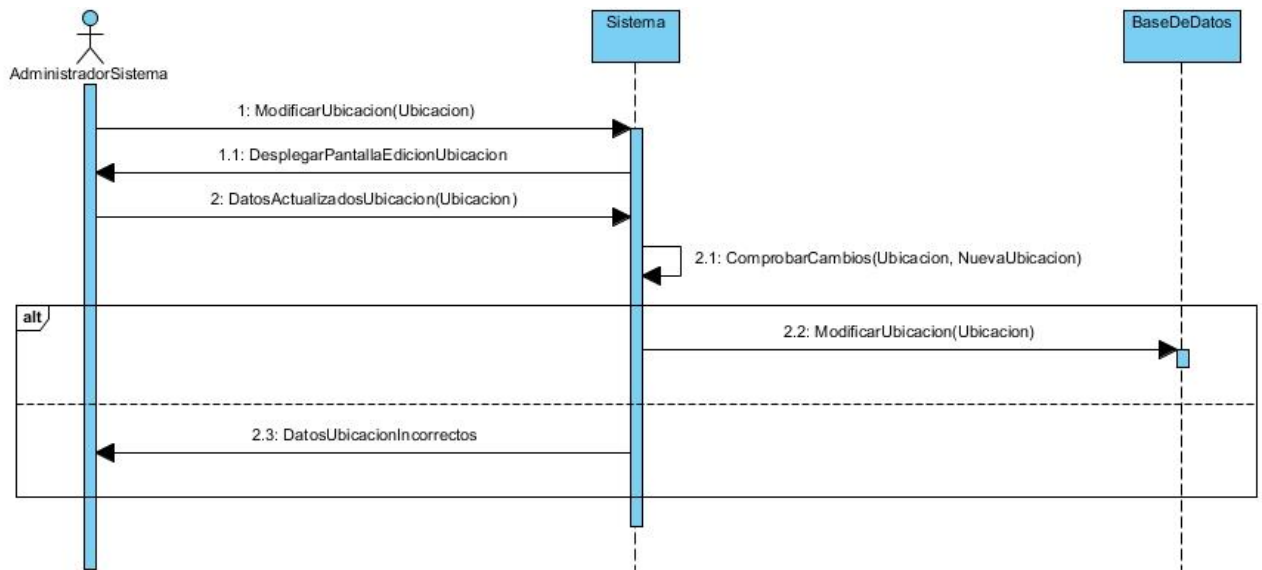 Sistema
BaseDeDatos
AdministradorSistema
1: ModificarUbicacion(Ubicacion)
1.1: DesplegarPantallaEdicionUbicacion
2: DatosActualizadosUbicacion(Ubicacion)
2.1: ComprobarCambios(Ubicacion, NuevaUbicacion)
alt
2.2: ModificarUbicacion(Ubicacion)
2.3: DatosUbicacionIncorrectos